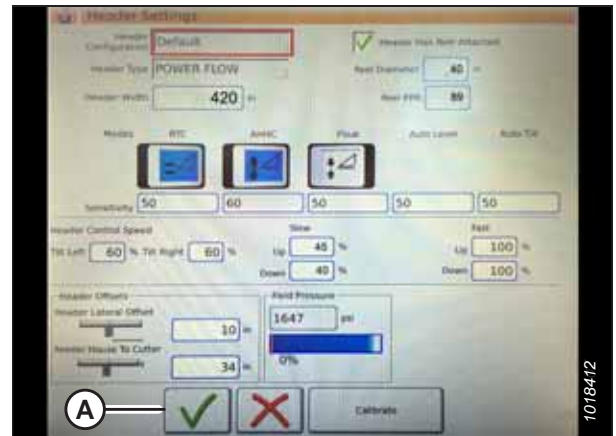 Header Settings
Header Configuration Default
Header Has Reel Attached
Header Type POWER FLOW
Reel Diameter 40 in
Header Width 420 in
Reel PPR 89
Modes RTC AHHC Float Auto Level Auto Tilt
Sensitivity 50 60 50 50 50
Header Control Speed
Slow
Fast
Tilt Left 60 % Tilt Right 60 %
Up 45 %
Up 100 %
Down 40 %
Down 100 %
Header Offsets
Field Pressure
Header Lateral Offset
10 in
1647 psi
Feeder House To Cutter
34 in
0%
A
Calibrate
1018412